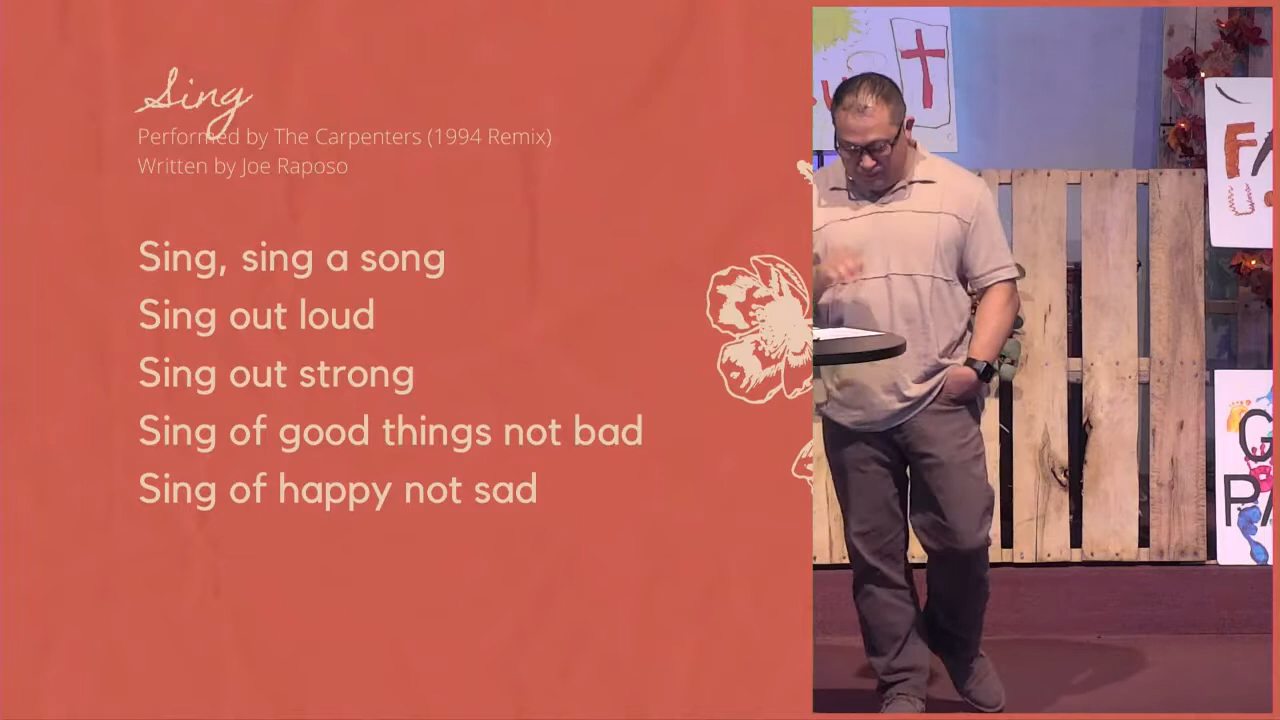 Sing
Performed by The Carpenters (1994 Remix)
Written by Joe Raposo
Sing, sing a song
Sing out loud
Sing out strong
Sing of good things not bad
Sing of happy not sad